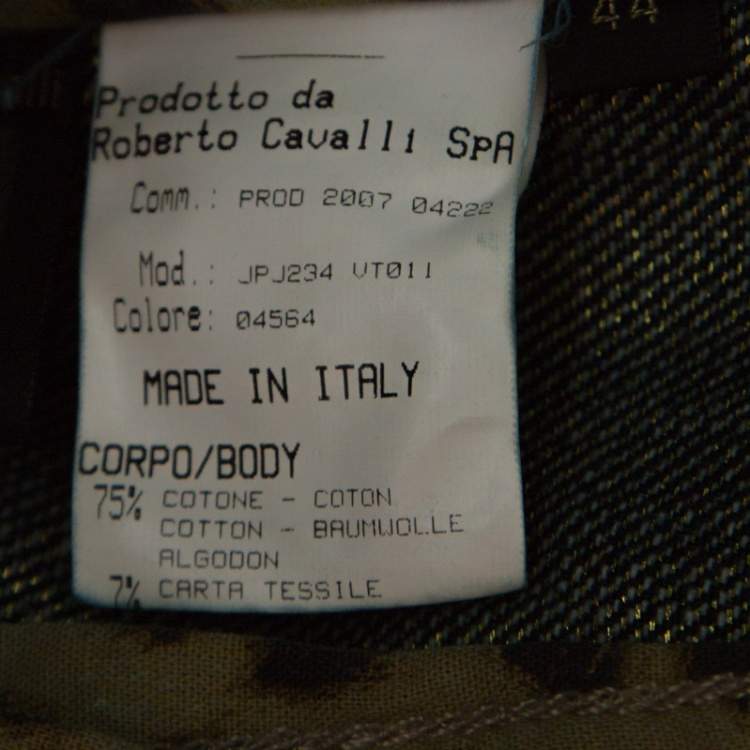 44
Prodotto da
Roberto Cavalli SpA
Comm.: PROD 2007 04222
Mod.: JPJ234 VT011
Colore: 04564
MADE IN ITALY
CORPO/BODY
75% COTONE - COTON
COTTON - BAUMWOLLE
ALGODON
7% CARTA TESSILE